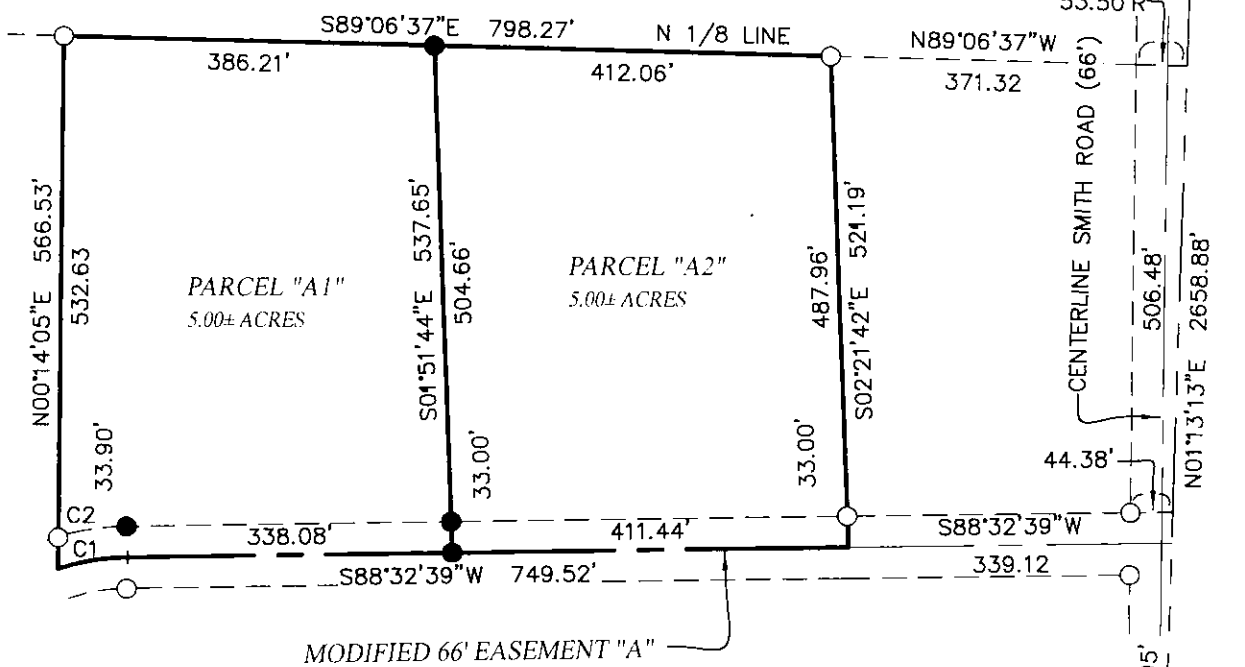 53.50
S89°06'37"E 798.27' N 1/8 LINE
N89°06'37"W
386.21'
412.06'
371.32
CENTERLINE SMITH ROAD (66')
N00°14'05"E 566.53'
532.63
S01°51'44"E 537.65'
504.66'
487.96'
S02°21'42"E 521.19'
506.48'
N01°13'13"E 2658.88'
PARCEL "A1"
5.00± ACRES
PARCEL "A2"
5.00± ACRES
33.90'
33.00'
33.00'
44.38'
C2
C1
338.08'
411.44'
S88°32'39"W
S88°32'39"W 749.52'
339.12
MODIFIED 66' EASEMENT "A"